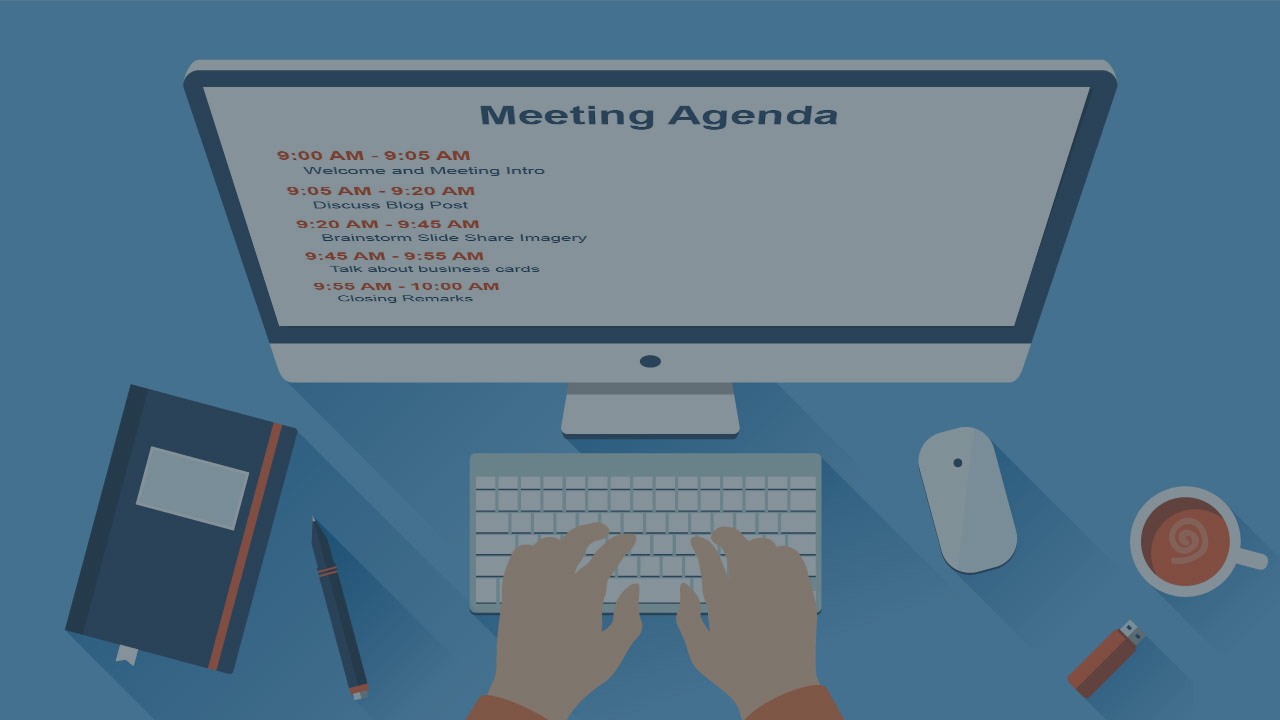 Meeting Agenda
9:00 AM - 9:05 AM
Welcome and Meeting Intro
9:05 AM - 9:20 AM
Discuss Blog Post
9:20 AM - 9:45 AM
Brainstorm Slide Share Imagery
9:45 AM - 9:55 AM
Talk about business cards
9:55 AM - 10:00 AM
Closing Remarks